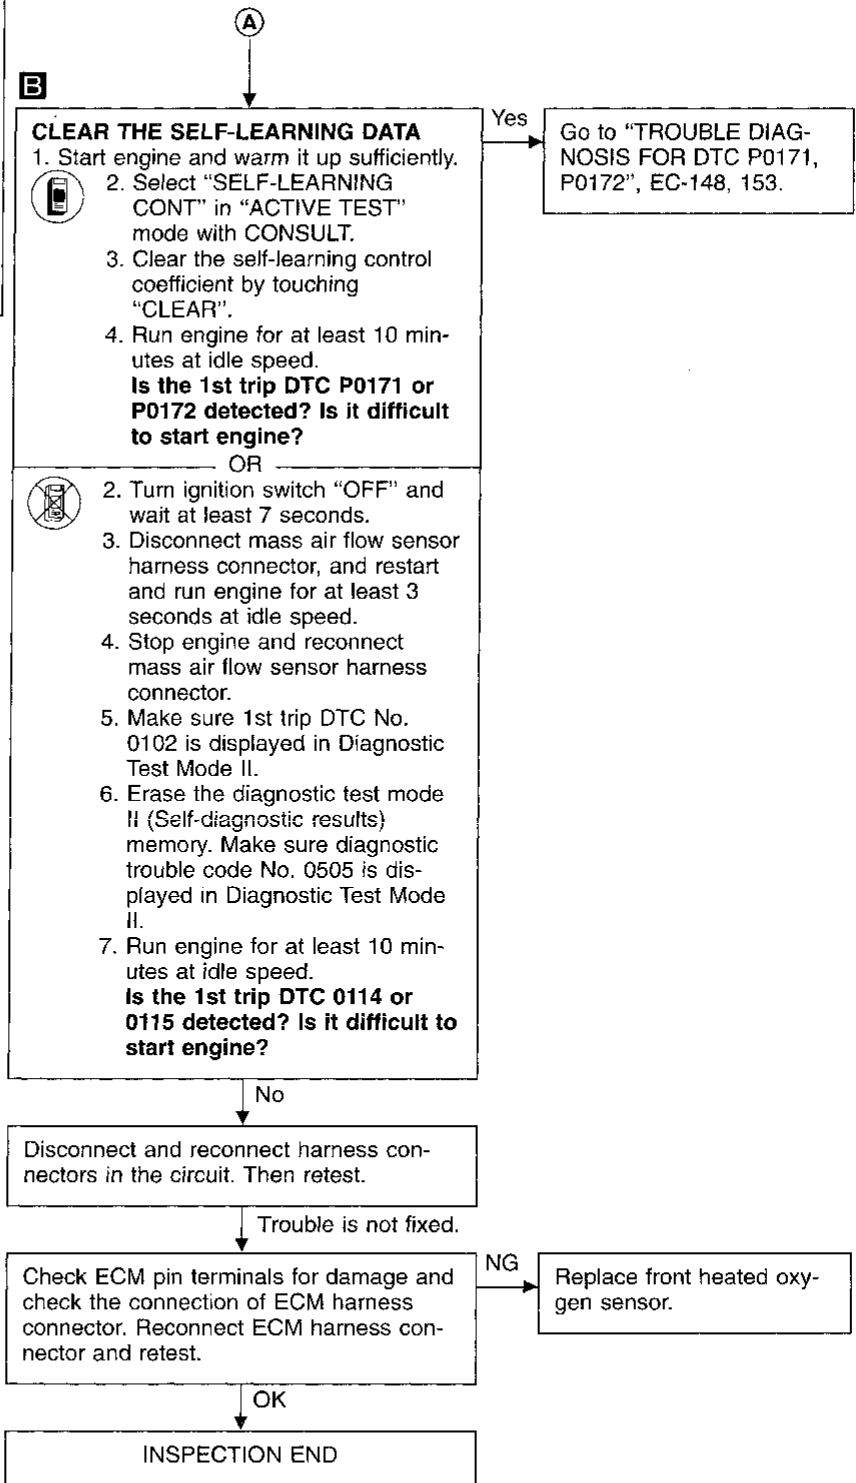 A
B
CLEAR THE SELF-LEARNING DATA
1. Start engine and warm it up sufficiently.
2. Select “SELF-LEARNING
CONT” in “ACTIVE TEST”
mode with CONSULT.
3. Clear the self-learning control
coefficient by touching
“CLEAR”.
4. Run engine for at least 10 min-
utes at idle speed.
Is the 1st trip DTC P0171 or
P0172 detected? Is it difficult
to start engine?
Yes
Go to “TROUBLE DIAG-
NOSIS FOR DTC P0171,
P0172”, EC-148, 153.
OR
2. Turn ignition switch “OFF” and
wait at least 7 seconds.
3. Disconnect mass air flow sensor
harness connector, and restart
and run engine for at least 3
seconds at idle speed.
4. Stop engine and reconnect
mass air flow sensor harness
connector.
5. Make sure 1st trip DTC No.
0102 is displayed in Diagnostic
Test Mode II.
6. Erase the diagnostic test mode
II (Self-diagnostic results)
memory. Make sure diagnostic
trouble code No. 0505 is dis-
played in Diagnostic Test Mode
II.
7. Run engine for at least 10 min-
utes at idle speed.
Is the 1st trip DTC 0114 or
0115 detected? Is it difficult to
start engine?
No
Disconnect and reconnect harness con-
nectors in the circuit. Then retest.
Trouble is not fixed.
Check ECM pin terminals for damage and
check the connection of ECM harness
connector. Reconnect ECM harness con-
nector and retest.
NG
Replace front heated oxy-
gen sensor.
OK
INSPECTION END